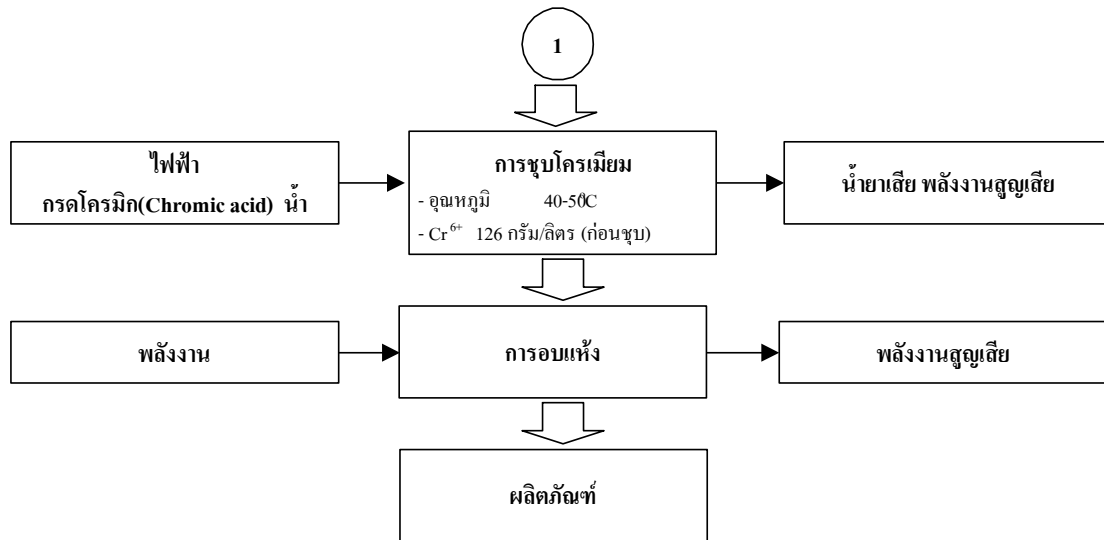 1
ไฟฟ้า
กรดโครมิก(Chromic acid) น้ำ
การชุบโครเมียม
- อุณหภูมิ 40-50⁰C
- Cr⁶⁺ 126 กรัม/ลิตร (ก่อนชุบ)
น้ำยาเสีย พลังงานสูญเสีย
พลังงาน
การอบแห้ง
พลังงานสูญเสีย
ผลิตภัณฑ์